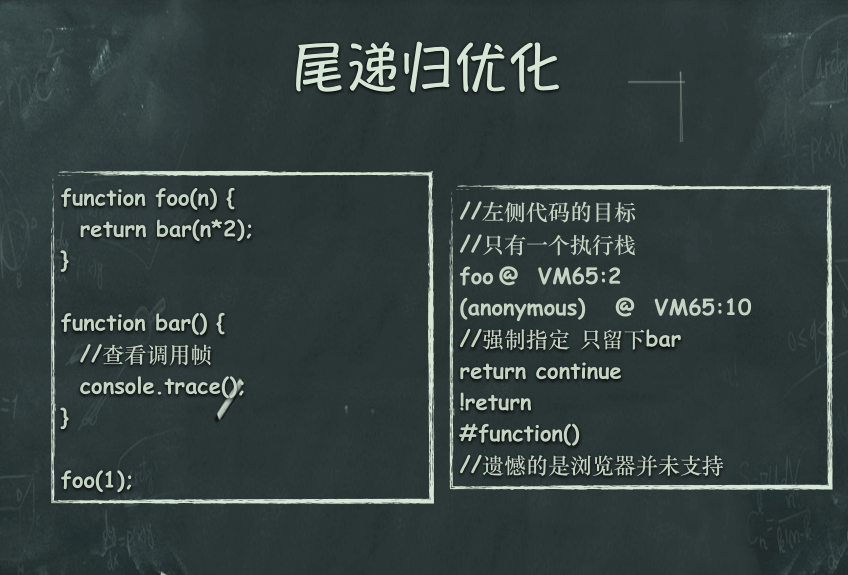 尾递归优化
function foo(n) {
return bar(n*2);
}
function bar() {
//查看调用帧
console.trace();
}
foo(1);
//左侧代码的目标
//只有一个执行栈
foo @ VM65:2
(anonymous) @ VM65:10
//强制指定 只留下bar
return continue
!return
#function()
//遗憾的是浏览器并未支持